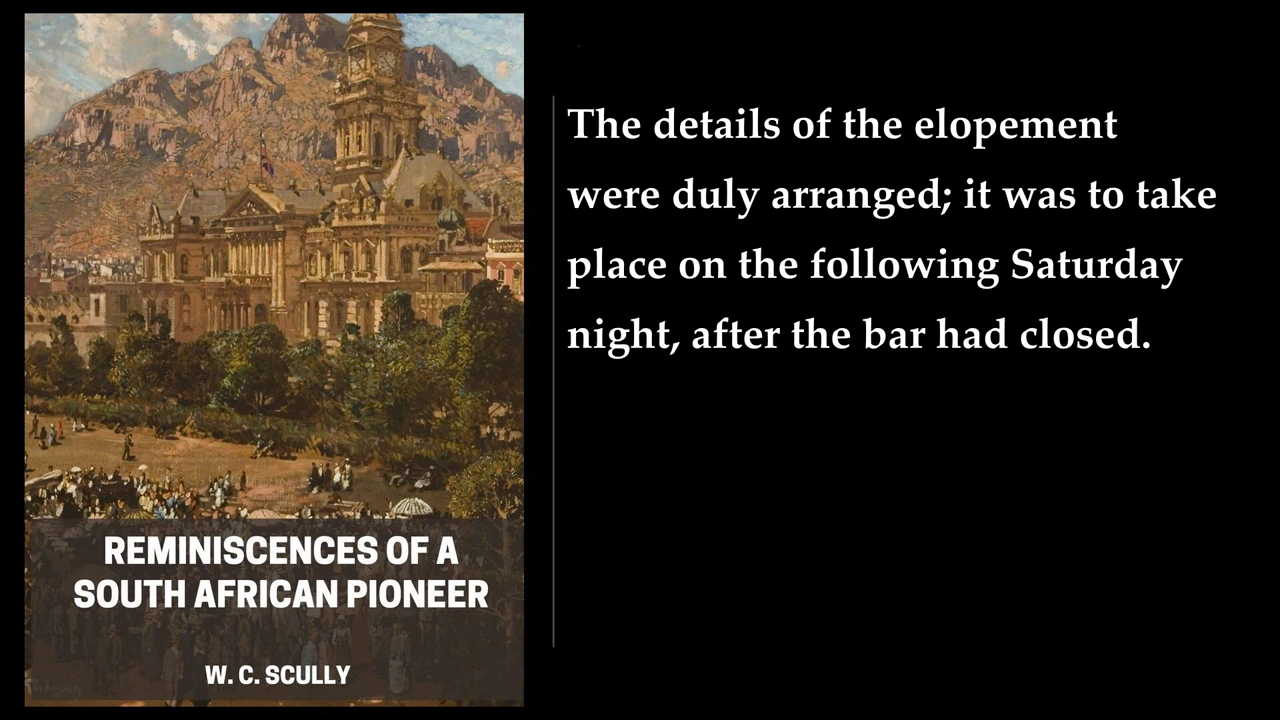 REMINISCENCES OF A
SOUTH AFRICAN PIONEER
W. C. SCULLY
The details of the elopement
were duly arranged; it was to take
place on the following Saturday
night, after the bar had closed.